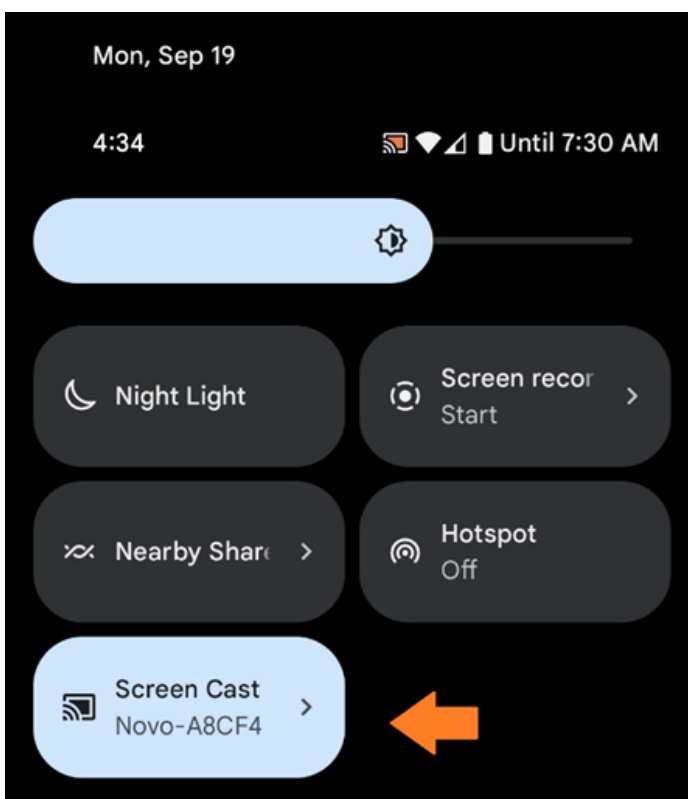 Mon, Sep 19
4:34
Until 7:30 AM
Night Light
Screen recor
Start
Nearby Share
Hotspot
Off
Screen Cast
Novo-A8CF4